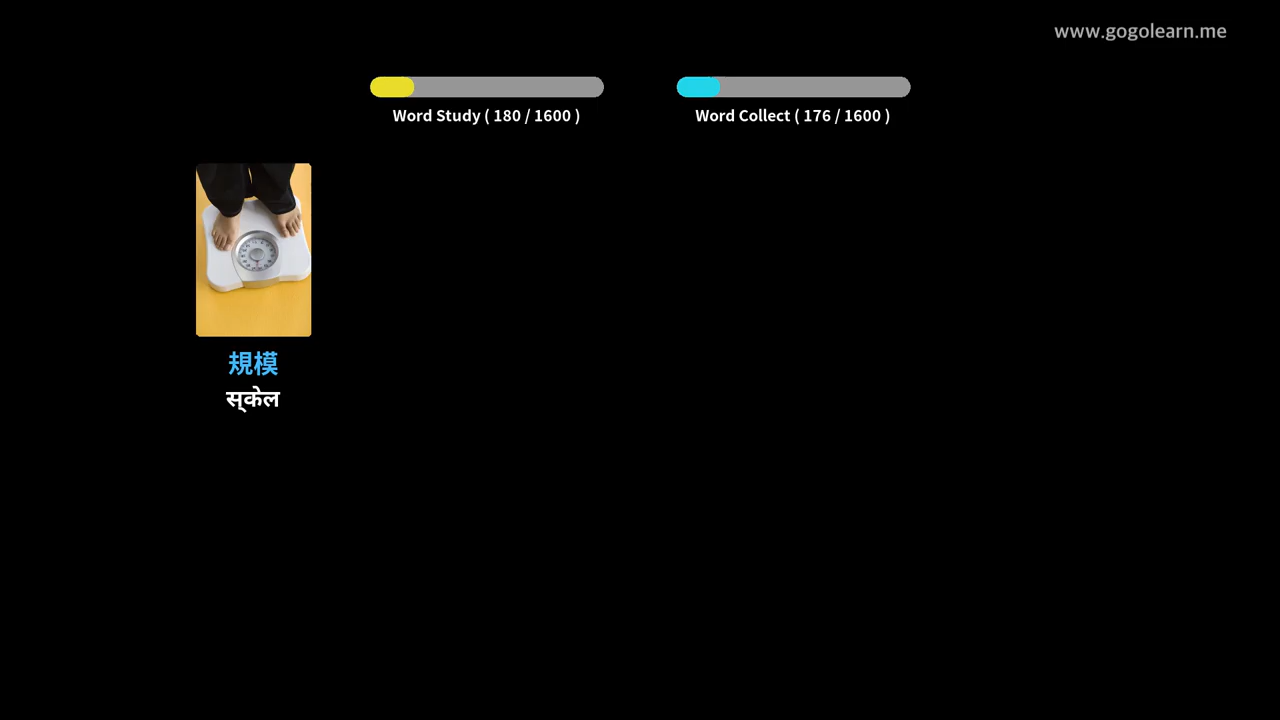 www.gogolearn.me
Word Study ( 180 / 1600 )
Word Collect ( 176 / 1600 )
規模
स्केल